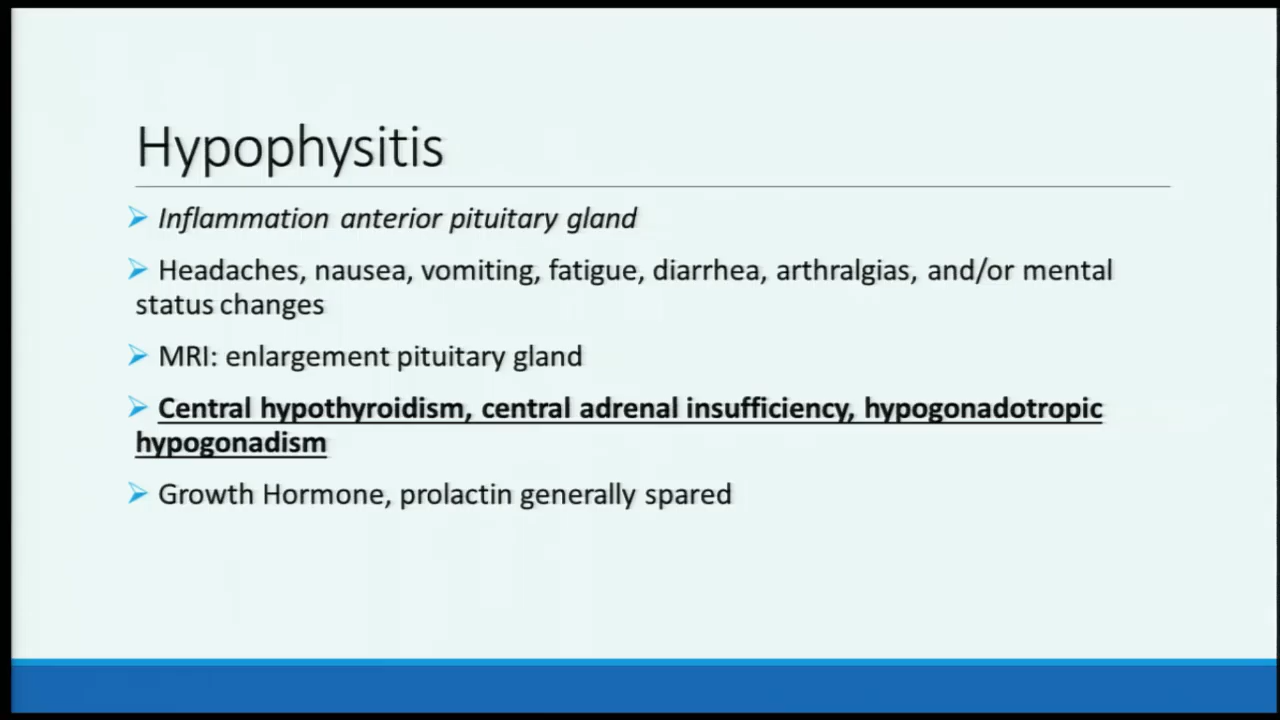 Hypophysitis
Inflammation anterior pituitary gland
Headaches, nausea, vomiting, fatigue, diarrhea, arthralgias, and/or mental
status changes
MRI: enlargement pituitary gland
Central hypothyroidism, central adrenal insufficiency, hypogonadotropic
hypogonadism
Growth Hormone, prolactin generally spared